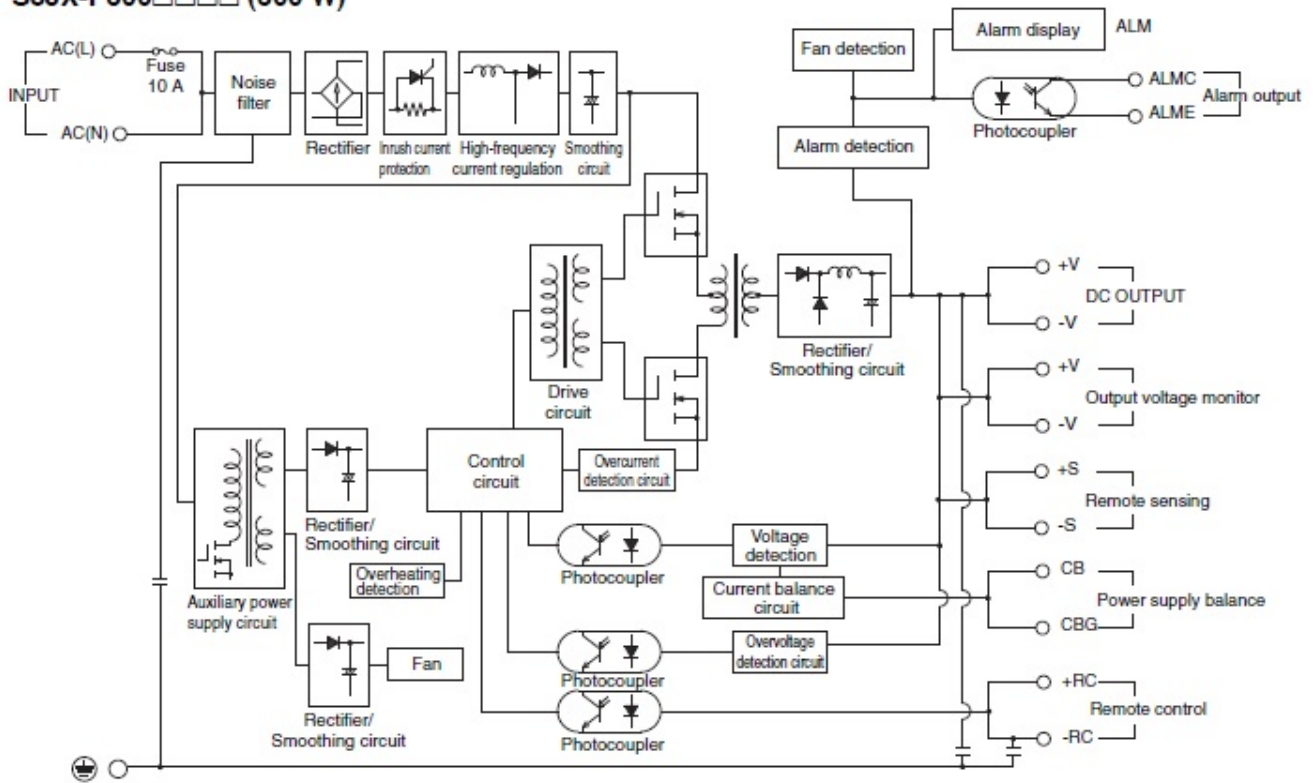 AC(L)
Fuse
10 A
INPUT
AC(N)
Noise
filter
Rectifier
Inrush current
protection
High-frequency
current regulation
Smoothing
circuit
Fan detection
Alarm display
ALM
ALMC
ALME
Alarm output
Photocoupler
Alarm detection
Drive
circuit
Rectifier/
Smoothing circuit
+V
DC OUTPUT
-V
+V
Output voltage monitor
-V
+S
Remote sensing
-S
CB
Power supply balance
CBG
+RC
Remote control
-RC
Control
circuit
Overcurrent
detection circuit
Rectifier/
Smoothing circuit
Overheating
detection
Auxiliary power
supply circuit
Photocoupler
Voltage
detection
Current balance
circuit
Photocoupler
Overvoltage
detection circuit
Photocoupler
Fan
Rectifier/
Smoothing circuit